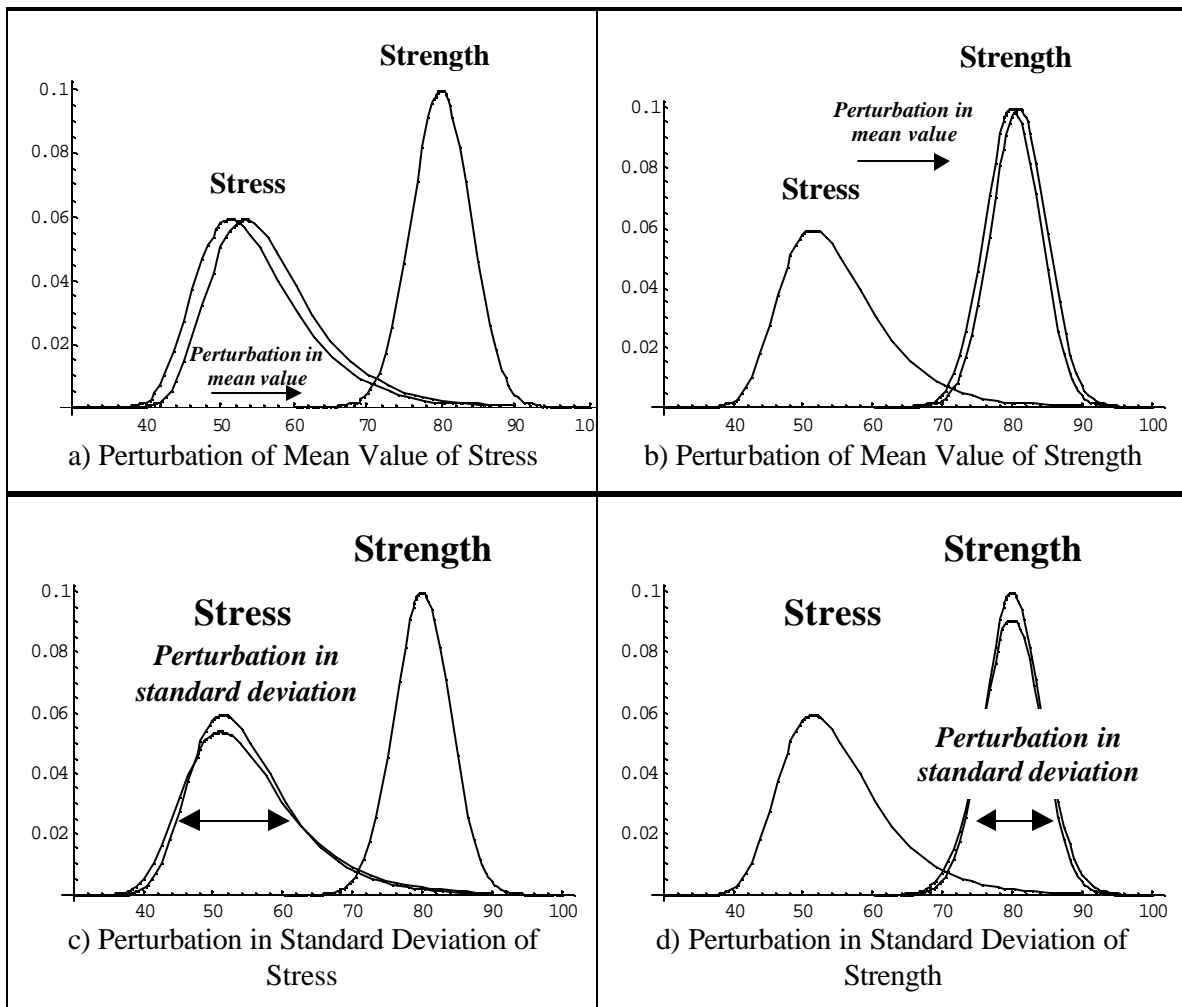 Strength
0.1
Perturbation in
mean value
0.08
Stress
0.06
0.04
0.02
Perturbation in
mean value
40 50 60 70 80 90 10
a) Perturbation of Mean Value of Stress
Strength
0.1
Perturbation in
mean value
0.08
Stress
0.06
0.04
0.02
40 50 60 70 80 90 100
b) Perturbation of Mean Value of Strength
Strength
0.1
Stress
0.08
Perturbation in
standard deviation
0.06
0.04
0.02
40 50 60 70 80 90 100
c) Perturbation in Standard Deviation of
Stress
Strength
0.1
Stress
0.08
0.06
Perturbation in
standard deviation
0.04
0.02
40 50 60 70 80 90 100
d) Perturbation in Standard Deviation of
Strength